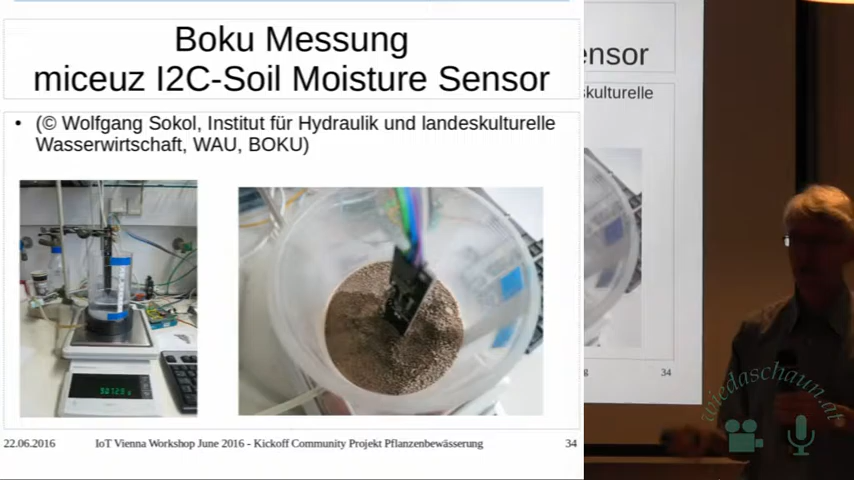 Boku Messung
miceuz I2C-Soil Moisture Sensor
• (© Wolfgang Sokol, Institut für Hydraulik und landeskulturelle
Wasserwirtschaft, WAU, BOKU)
22.06.2016 IoT Vienna Workshop June 2016 - Kickoff Community Projekt Pflanzenbewässerung 34
ensor
skulturelle
g 34
wiedaschaun.at